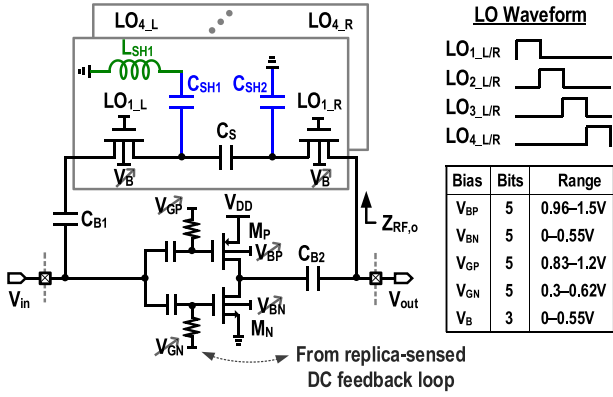 LO4_L
LO4_R
LSH1
CSH1
CSH2
LO1_L
LO1_R
CS
VB
VB
CB1
VGP
VDD
MP
VBP
ZRF,o
CB2
Vin
Vout
VBN
MN
VGN
From replica-sensed
DC feedback loop
LO Waveform
LO1_L/R
LO2_L/R
LO3_L/R
LO4_L/R
Bias Bits Range
VBP 5 0.96–1.5V
VBN 5 0–0.55V
VGP 5 0.83–1.2V
VGN 5 0.3–0.62V
VB 3 0–0.55V